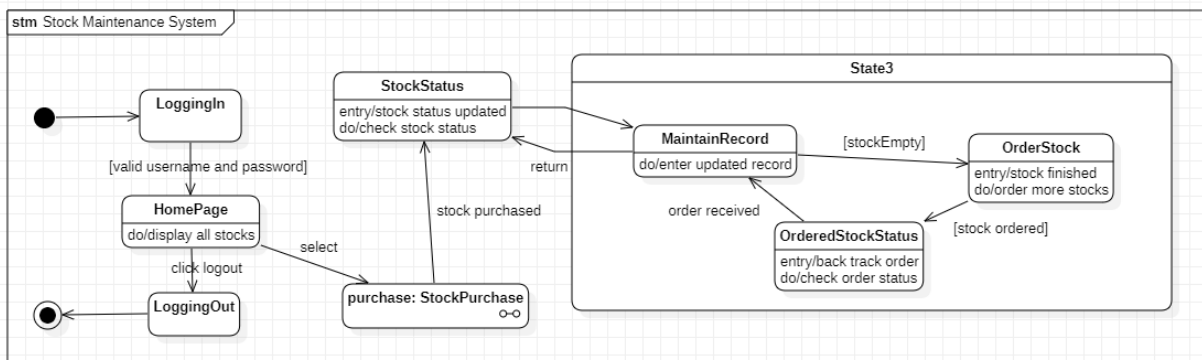 stm Stock Maintenance System
LoggingIn
[valid username and password]
HomePage
do/display all stocks
click logout
LoggingOut
select
purchase: StockPurchase
stock purchased
StockStatus
entry/stock status updated
do/check stock status
return
State3
MaintainRecord
do/enter updated record
[stockEmpty]
OrderStock
entry/stock finished
do/order more stocks
[stock ordered]
OrderedStockStatus
entry/back track order
do/check order status
order received